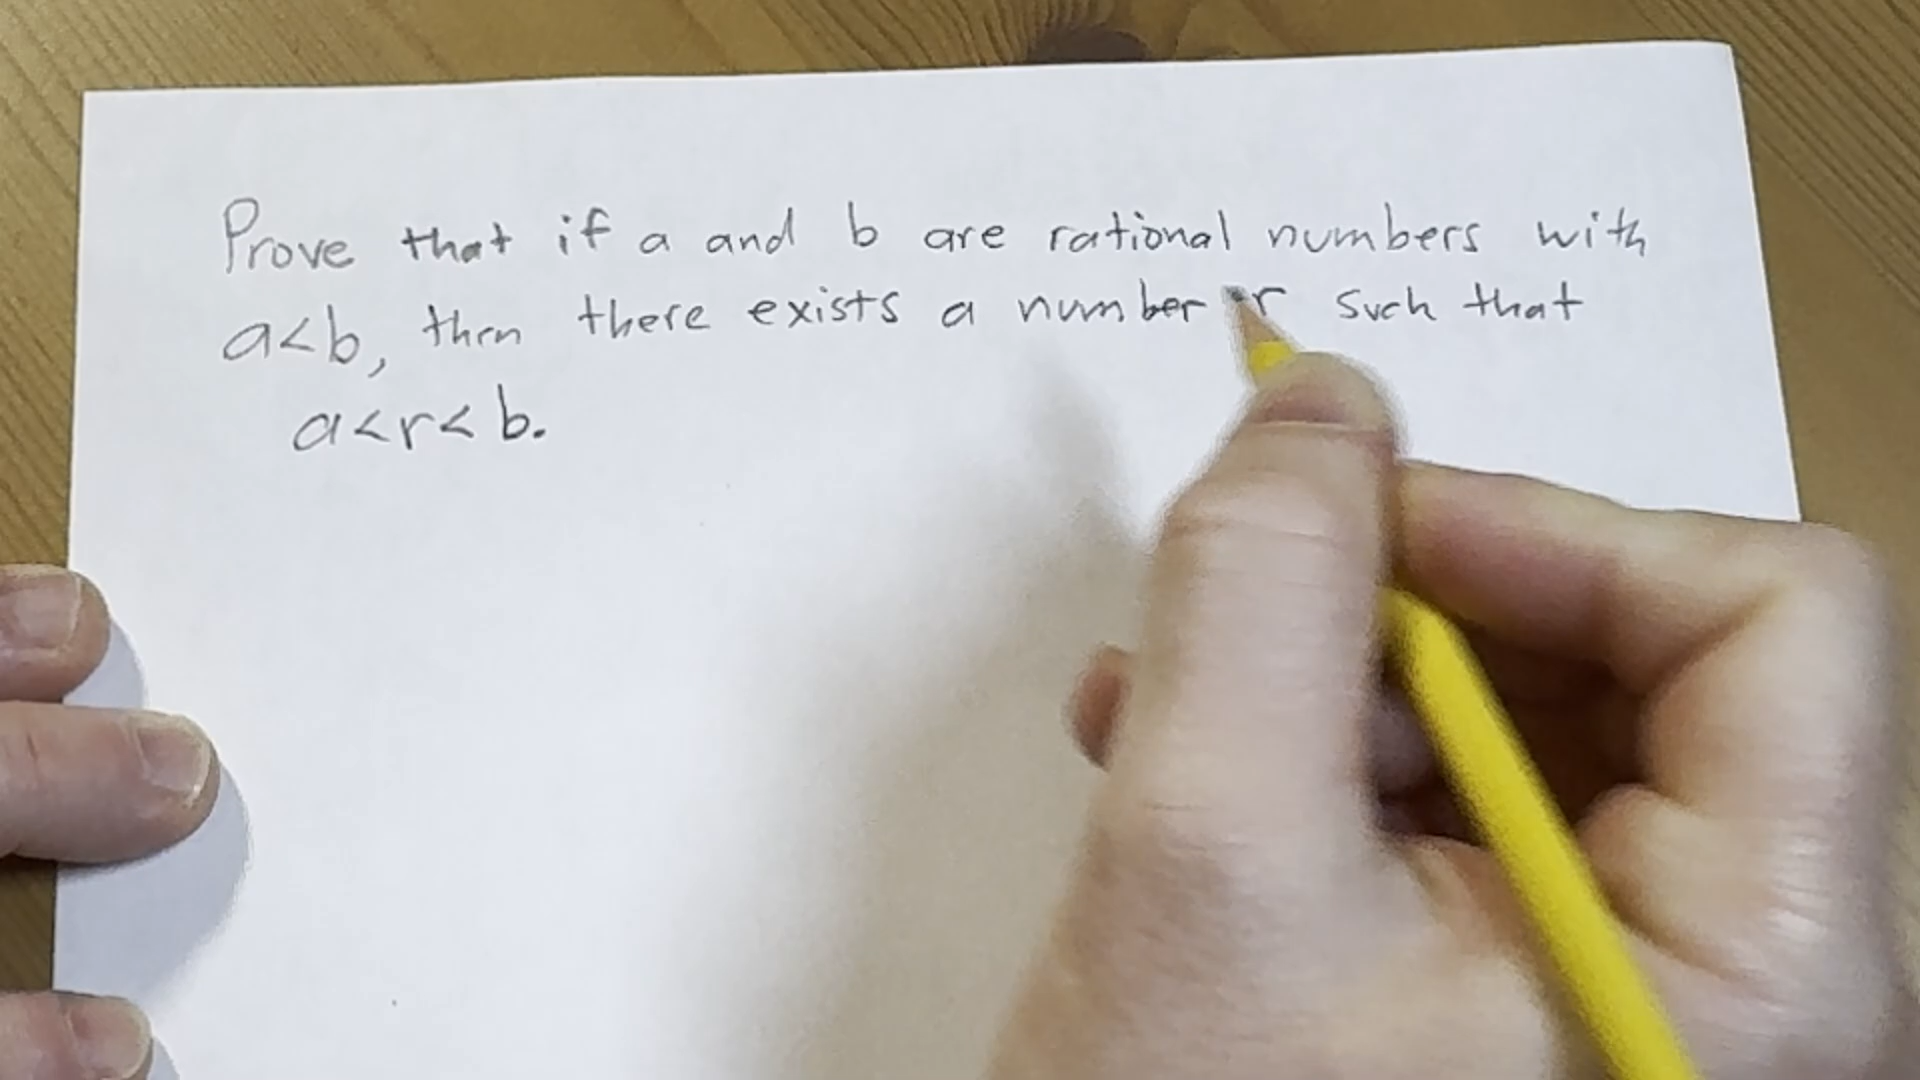 Prove that if a and b are rational numbers with
a<b, then there exists a number r such that
a<r<b.